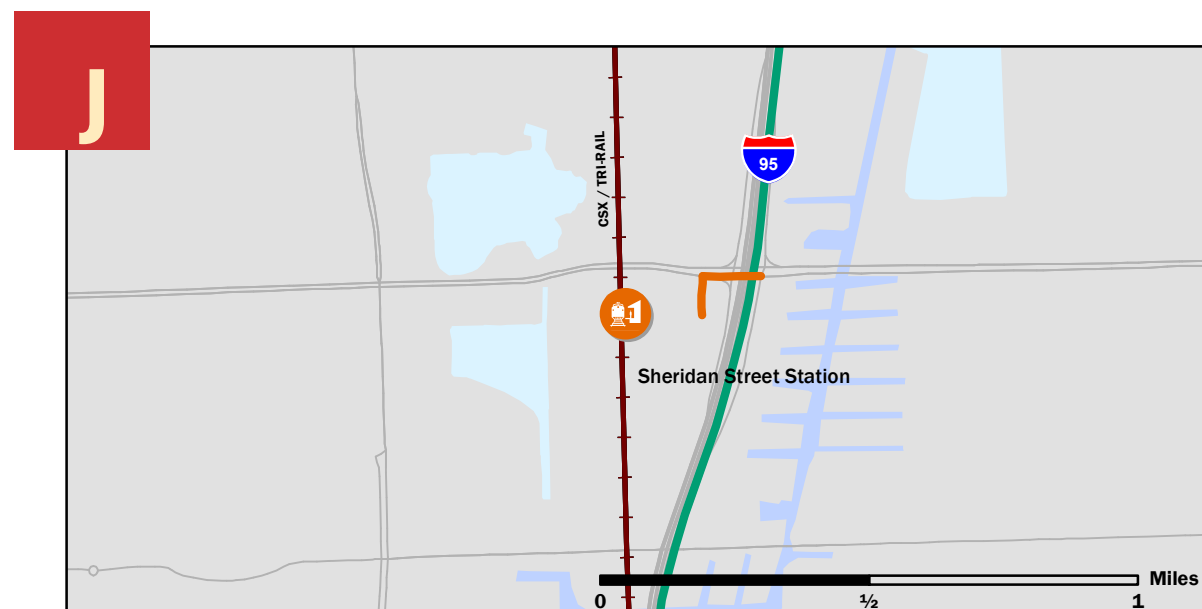 J
CSX / TRI-RAIL
95
Sheridan Street Station
Miles
0 ½ 1